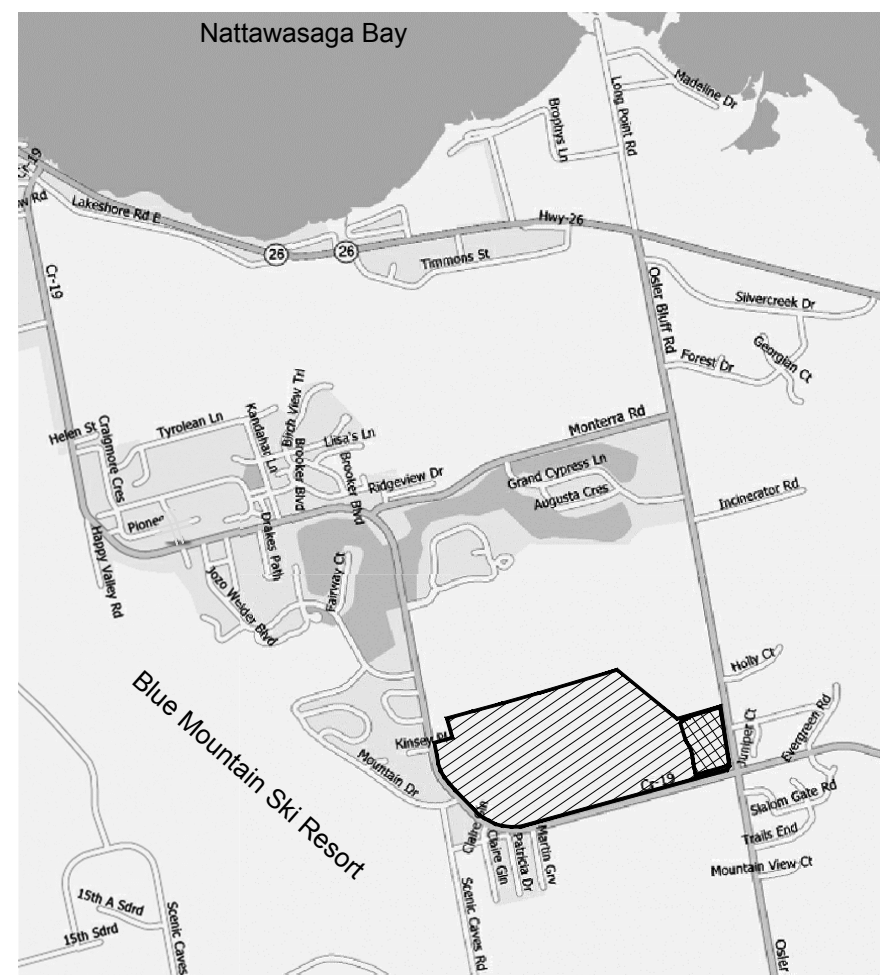 Nattawasaga Bay
Madeline Dr
Long Point Rd
Brophys Ln
Cr-19
Lakeshore Rd E
Hwy-26
26
26
Timmons St
Cr-19
Osler Bluff Rd
Silvercreek Dr
Georgian Ct
Forest Dr
Birch View Trl
Kandahar Ln
Tyrolean Ln
Helen St
Craigmore Cres
Liisa's Ln
Brooker Blvd
Brooker Blvd
Monterra Rd
Ridgeview Dr
Grand Cypress Ln
Augusta Cres
Incinerator Rd
Drakes Path
Happy Valley Rd
Jozo Weider Blvd
Fairway Ct
Holly Ct
Blue Mountain Ski Resort
Juniper Ct
Evergreen Rd
Mountain Dr
Cr-19
Slalom Gate Rd
Trails End
Mountain View Ct
Claire Gln
Patricia Dr
Martin Grv
Scenic Caves Rd
15th A Sdrd
15th Sdrd
Scenic Caves
Osler